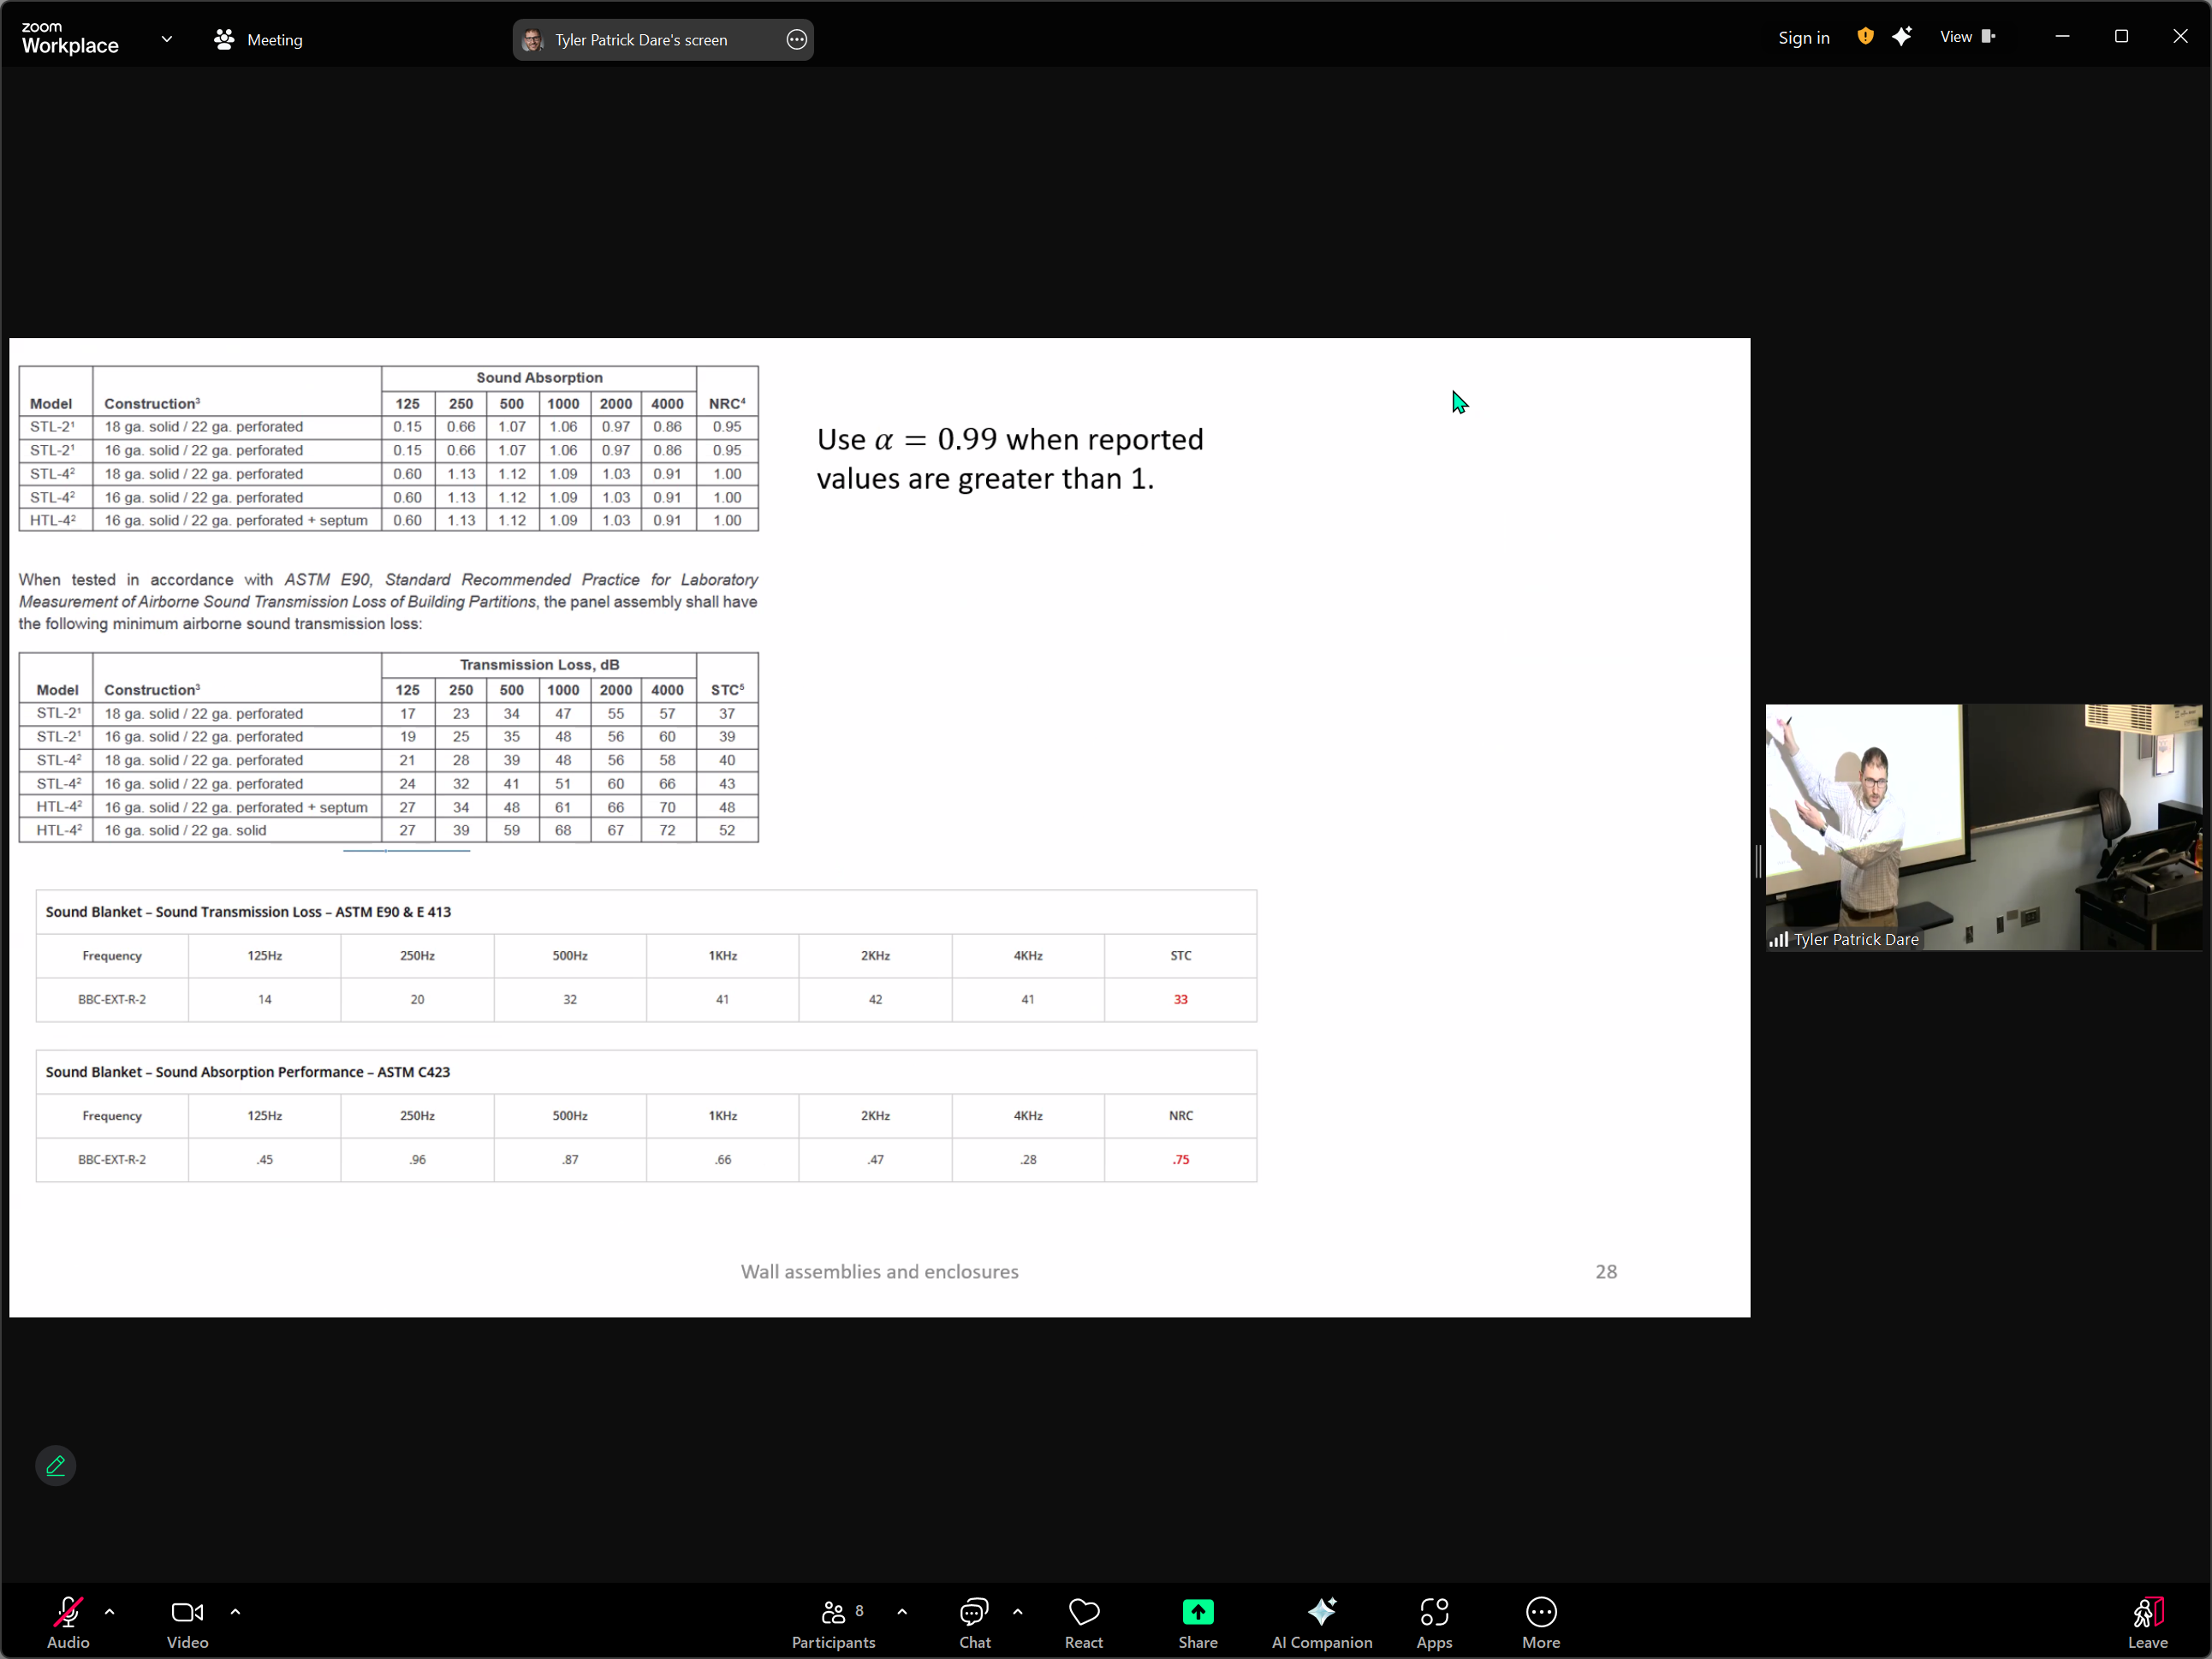 zoom
Workplace
Meeting
Tyler Patrick Dare's screen
Sign in
View
Sound Absorption
Model Construction³ 125 250 500 1000 2000 4000 NRC⁴
STL-2¹ 18 ga. solid / 22 ga. perforated 0.15 0.66 1.07 1.06 0.97 0.86 0.95
STL-2¹ 16 ga. solid / 22 ga. perforated 0.15 0.66 1.07 1.06 0.97 0.86 0.95
STL-4² 18 ga. solid / 22 ga. perforated 0.60 1.13 1.12 1.09 1.03 0.91 1.00
STL-4² 16 ga. solid / 22 ga. perforated 0.60 1.13 1.12 1.09 1.03 0.91 1.00
HTL-4² 16 ga. solid / 22 ga. perforated + septum 0.60 1.13 1.12 1.09 1.03 0.91 1.00
Use α = 0.99 when reported
values are greater than 1.
When tested in accordance with ASTM E90, Standard Recommended Practice for Laboratory
Measurement of Airborne Sound Transmission Loss of Building Partitions, the panel assembly shall have
the following minimum airborne sound transmission loss:
Transmission Loss, dB
Model Construction³ 125 250 500 1000 2000 4000 STC⁵
STL-2¹ 18 ga. solid / 22 ga. perforated 17 23 34 47 55 57 37
STL-2¹ 16 ga. solid / 22 ga. perforated 19 25 35 48 56 60 39
STL-4² 18 ga. solid / 22 ga. perforated 21 28 39 48 56 58 40
STL-4² 16 ga. solid / 22 ga. perforated 24 32 41 51 60 66 43
HTL-4² 16 ga. solid / 22 ga. perforated + septum 27 34 48 61 66 70 48
HTL-4² 16 ga. solid / 22 ga. solid 27 39 59 68 67 72 52
Sound Blanket – Sound Transmission Loss – ASTM E90 & E 413
Frequency 125Hz 250Hz 500Hz 1KHz 2KHz 4KHz STC
BBC-EXT-R-2 14 20 32 41 42 41 33
Sound Blanket – Sound Absorption Performance – ASTM C423
Frequency 125Hz 250Hz 500Hz 1KHz 2KHz 4KHz NRC
BBC-EXT-R-2 .45 .96 .87 .66 .47 .28 .75
Wall assemblies and enclosures
28
Tyler Patrick Dare
Audio
Video
Participants 8
Chat
React
Share
AI Companion
Apps
More
Leave